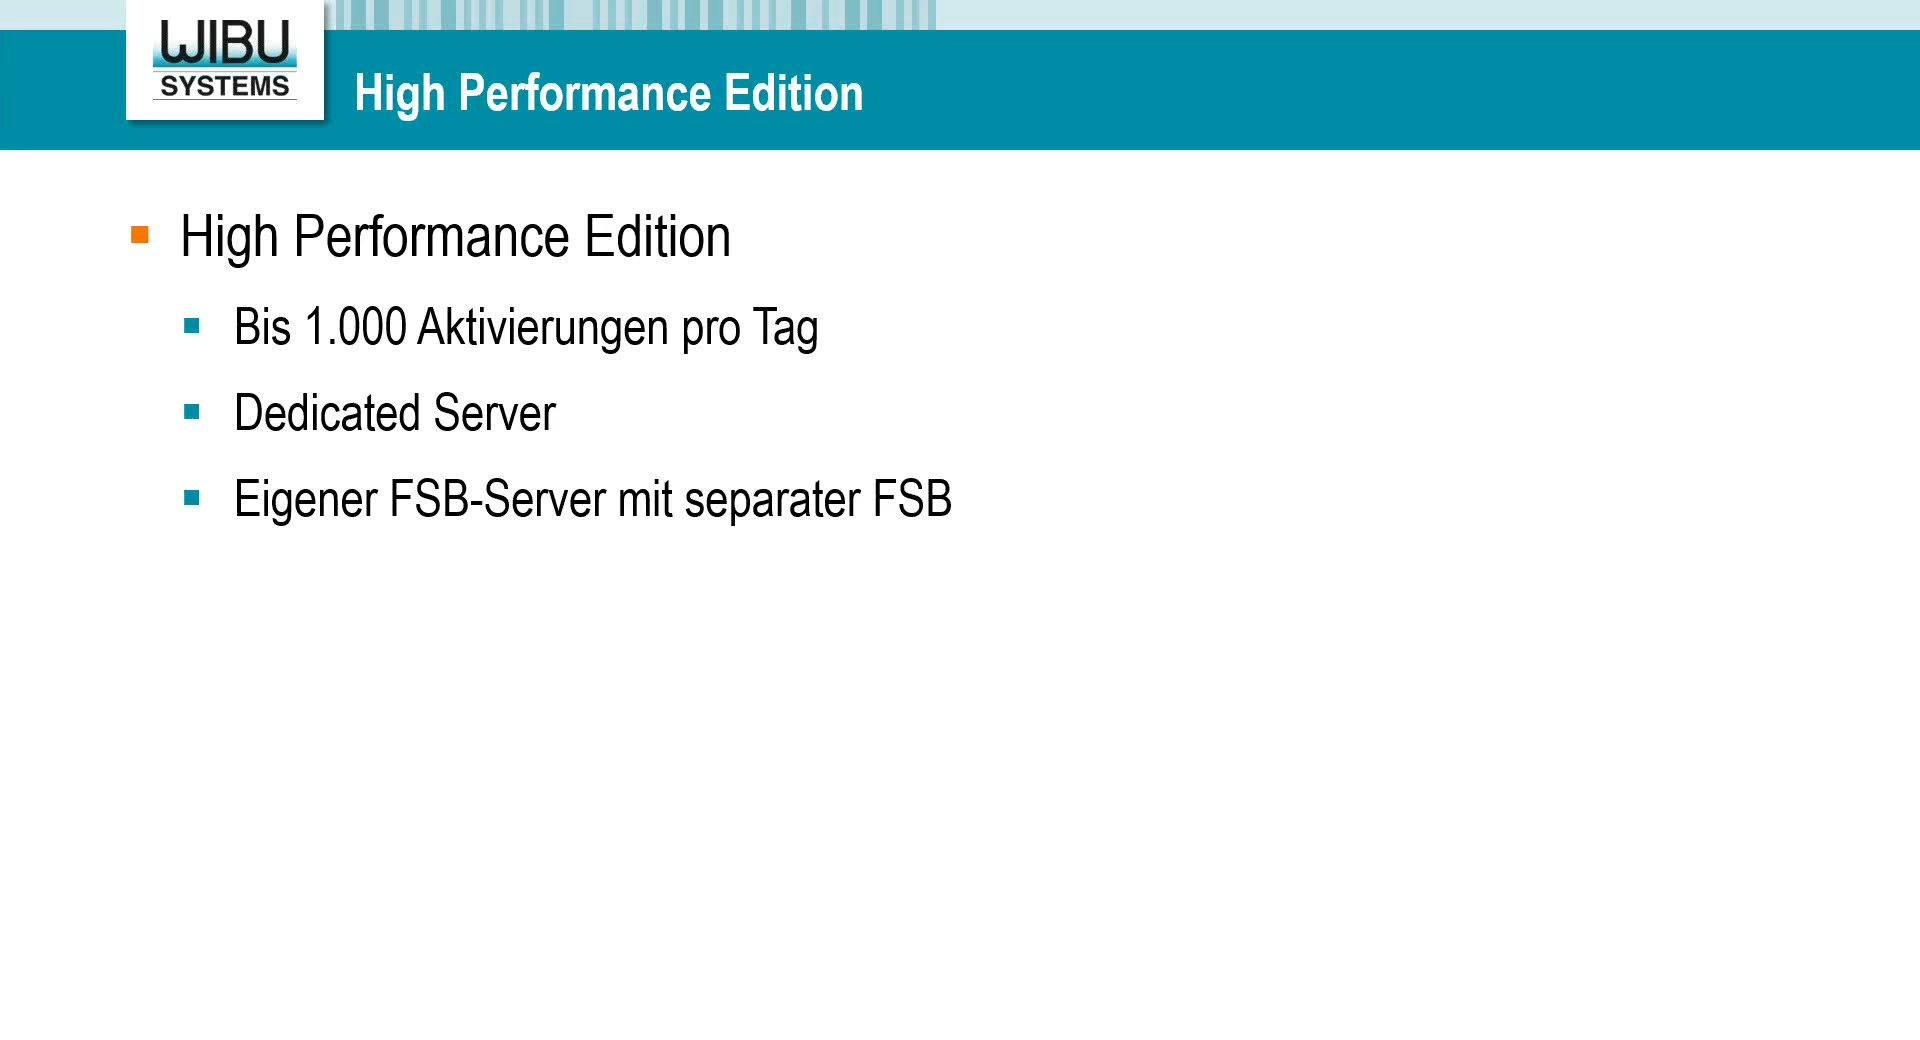 WIBU
SYSTEMS
High Performance Edition
High Performance Edition
Bis 1.000 Aktivierungen pro Tag
Dedicated Server
Eigener FSB-Server mit separater FSB